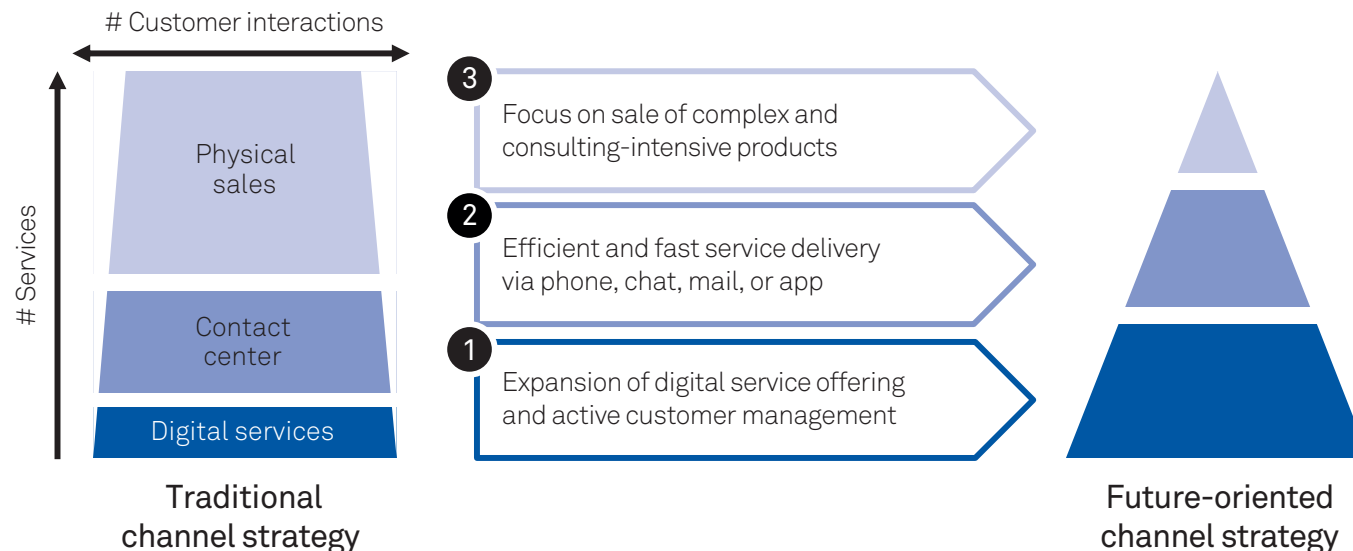 # Customer interactions
# Services
Physical
sales
Contact
center
Digital services
Traditional
channel strategy
3
Focus on sale of complex and
consulting-intensive products
2
Efficient and fast service delivery
via phone, chat, mail, or app
1
Expansion of digital service offering
and active customer management
Future-oriented
channel strategy